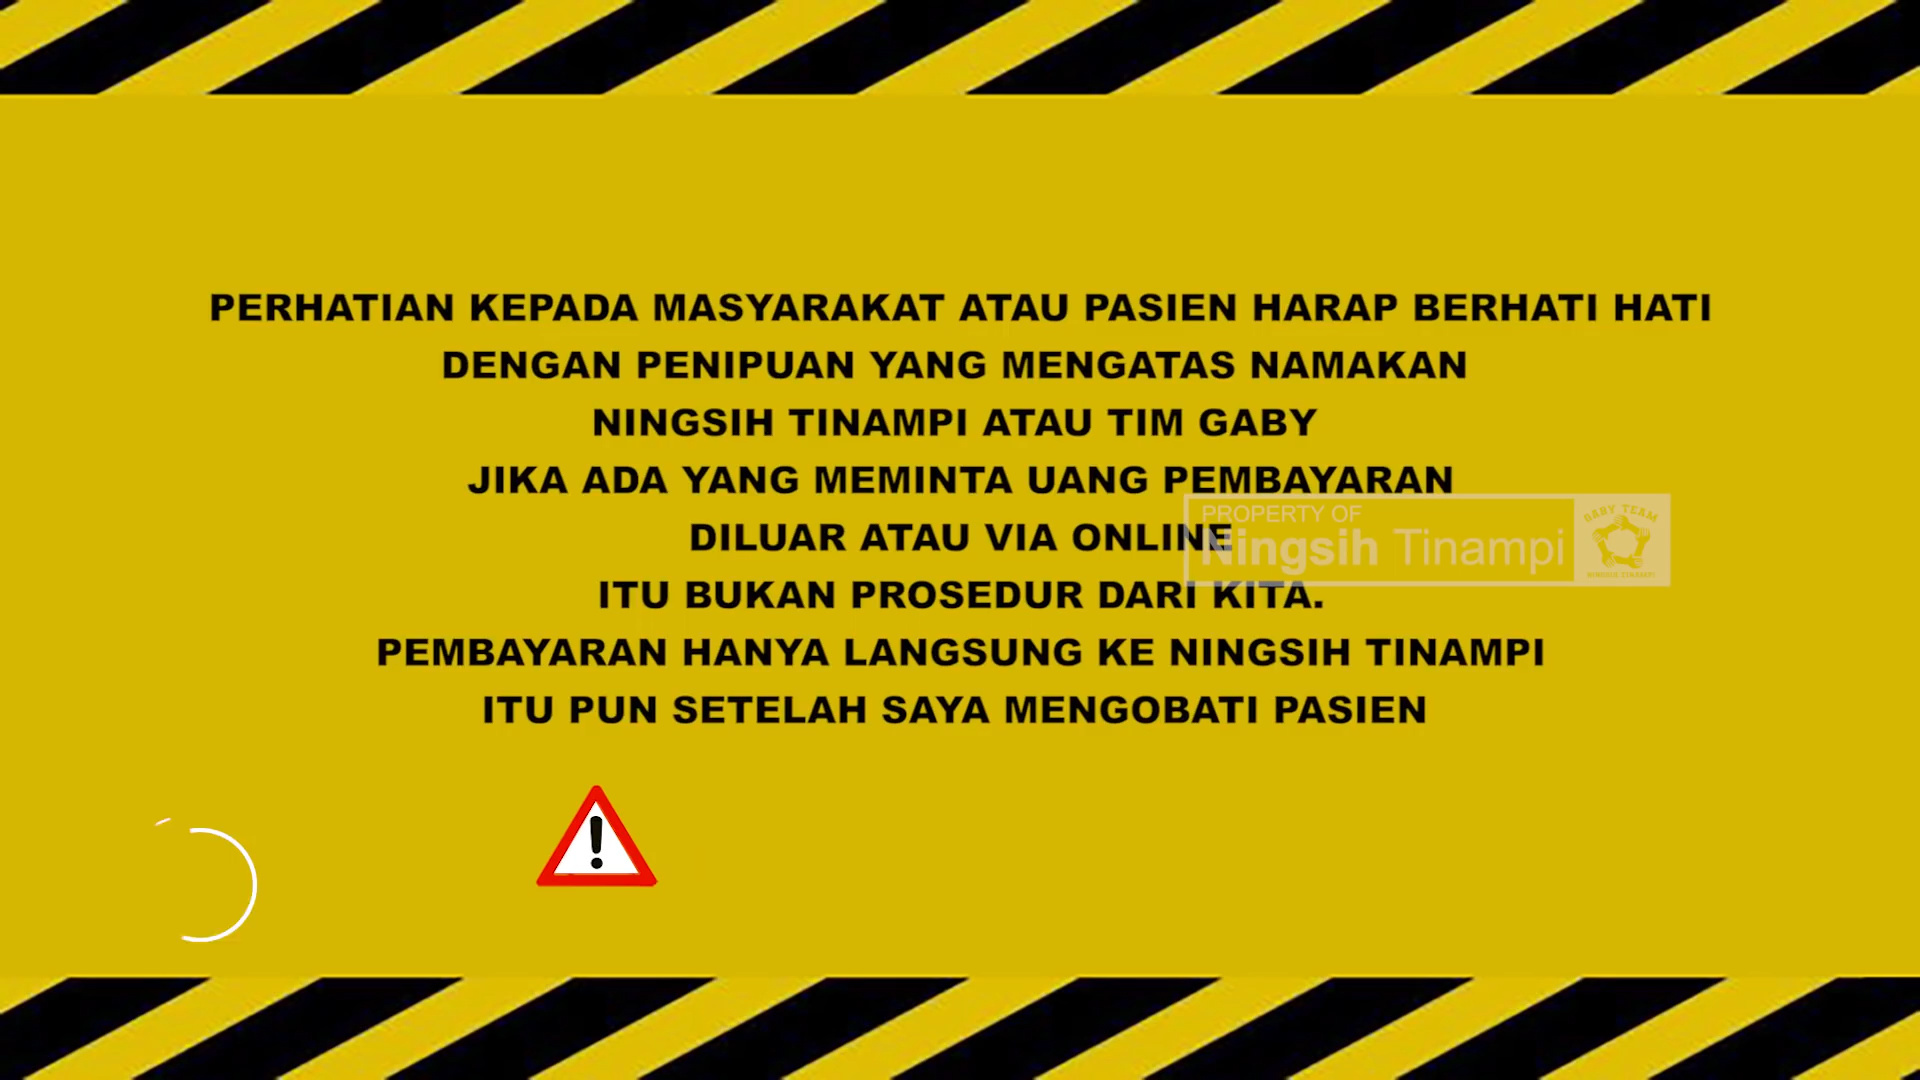 PERHATIAN KEPADA MASYARAKAT ATAU PASIEN HARAP BERHATI HATI
DENGAN PENIPUAN YANG MENGATAS NAMAKAN
NINGSIH TINAMPI ATAU TIM GABY
JIKA ADA YANG MEMINTA UANG PEMBAYARAN
DILUAR ATAU VIA ONLINE
ITU BUKAN PROSEDUR DARI KITA.
PEMBAYARAN HANYA LANGSUNG KE NINGSIH TINAMPI
ITU PUN SETELAH SAYA MENGOBATI PASIEN
PROPERTY OF
Ningsih Tinampi
GABY TEAM
NINGSIH TINAMPI